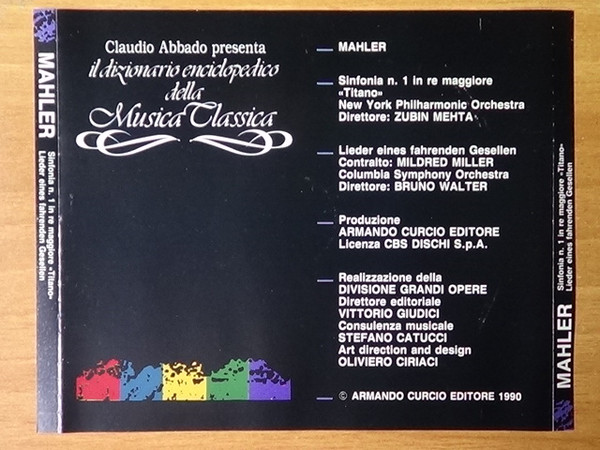 MAHLER
Sinfonia n. 1 in re maggiore «Titano»
Lieder eines fahrenden Gesellen
Claudio Abbado presenta
il dizionario enciclopedico
della
Musica Classica
MAHLER
Sinfonia n. 1 in re maggiore
«Titano»
New York Philharmonic Orchestra
Direttore: ZUBIN MEHTA
Lieder eines fahrenden Gesellen
Contralto: MILDRED MILLER
Columbia Symphony Orchestra
Direttore: BRUNO WALTER
Produzione
ARMANDO CURCIO EDITORE
Licenza CBS DISCHI S.p.A.
Realizzazione della
DIVISIONE GRANDI OPERE
Direttore editoriale
VITTORIO GIUDICI
Consulenza musicale
STEFANO CATUCCI
Art direction and design
OLIVIERO CIRIACI
© ARMANDO CURCIO EDITORE 1990
MAHLER
Sinfonia n. 1 in re maggiore «Titano»
Lieder eines fahrenden Gesellen